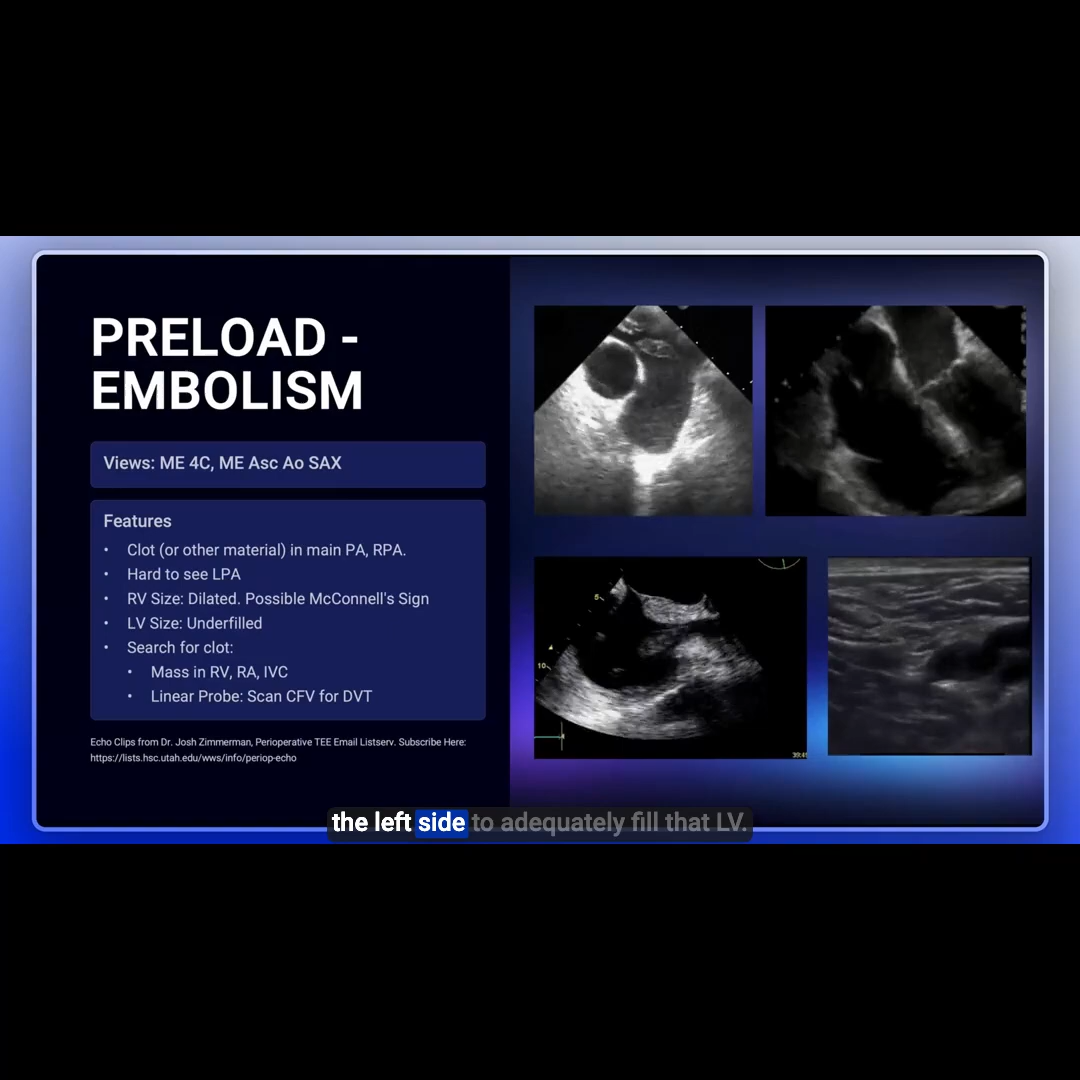 PRELOAD -
EMBOLISM
Views: ME 4C, ME Asc Ao SAX
Features
• Clot (or other material) in main PA, RPA.
• Hard to see LPA
• RV Size: Dilated. Possible McConnell's Sign
• LV Size: Underfilled
• Search for clot:
• Mass in RV, RA, IVC
• Linear Probe: Scan CFV for DVT
Echo Clips from Dr. Josh Zimmerman, Perioperative TEE Email Listserv. Subscribe Here:
https://lists.hsc.utah.edu/wws/info/periop-echo
5
10
the left side to adequately fill that LV.